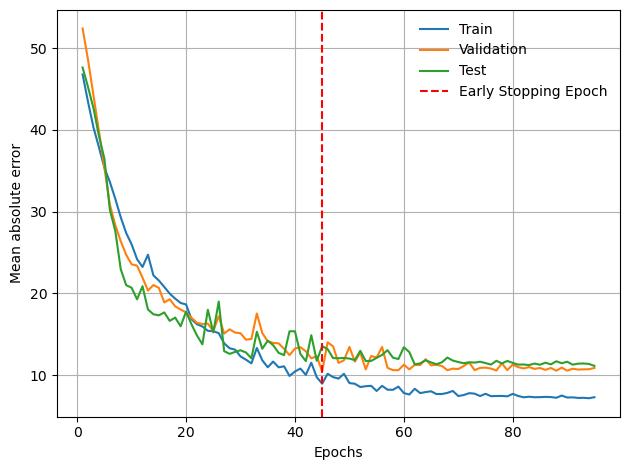 50
40
30
20
10
0
20
40
60
80
Mean absolute error
Epochs
Train
Validation
Test
Early Stopping Epoch